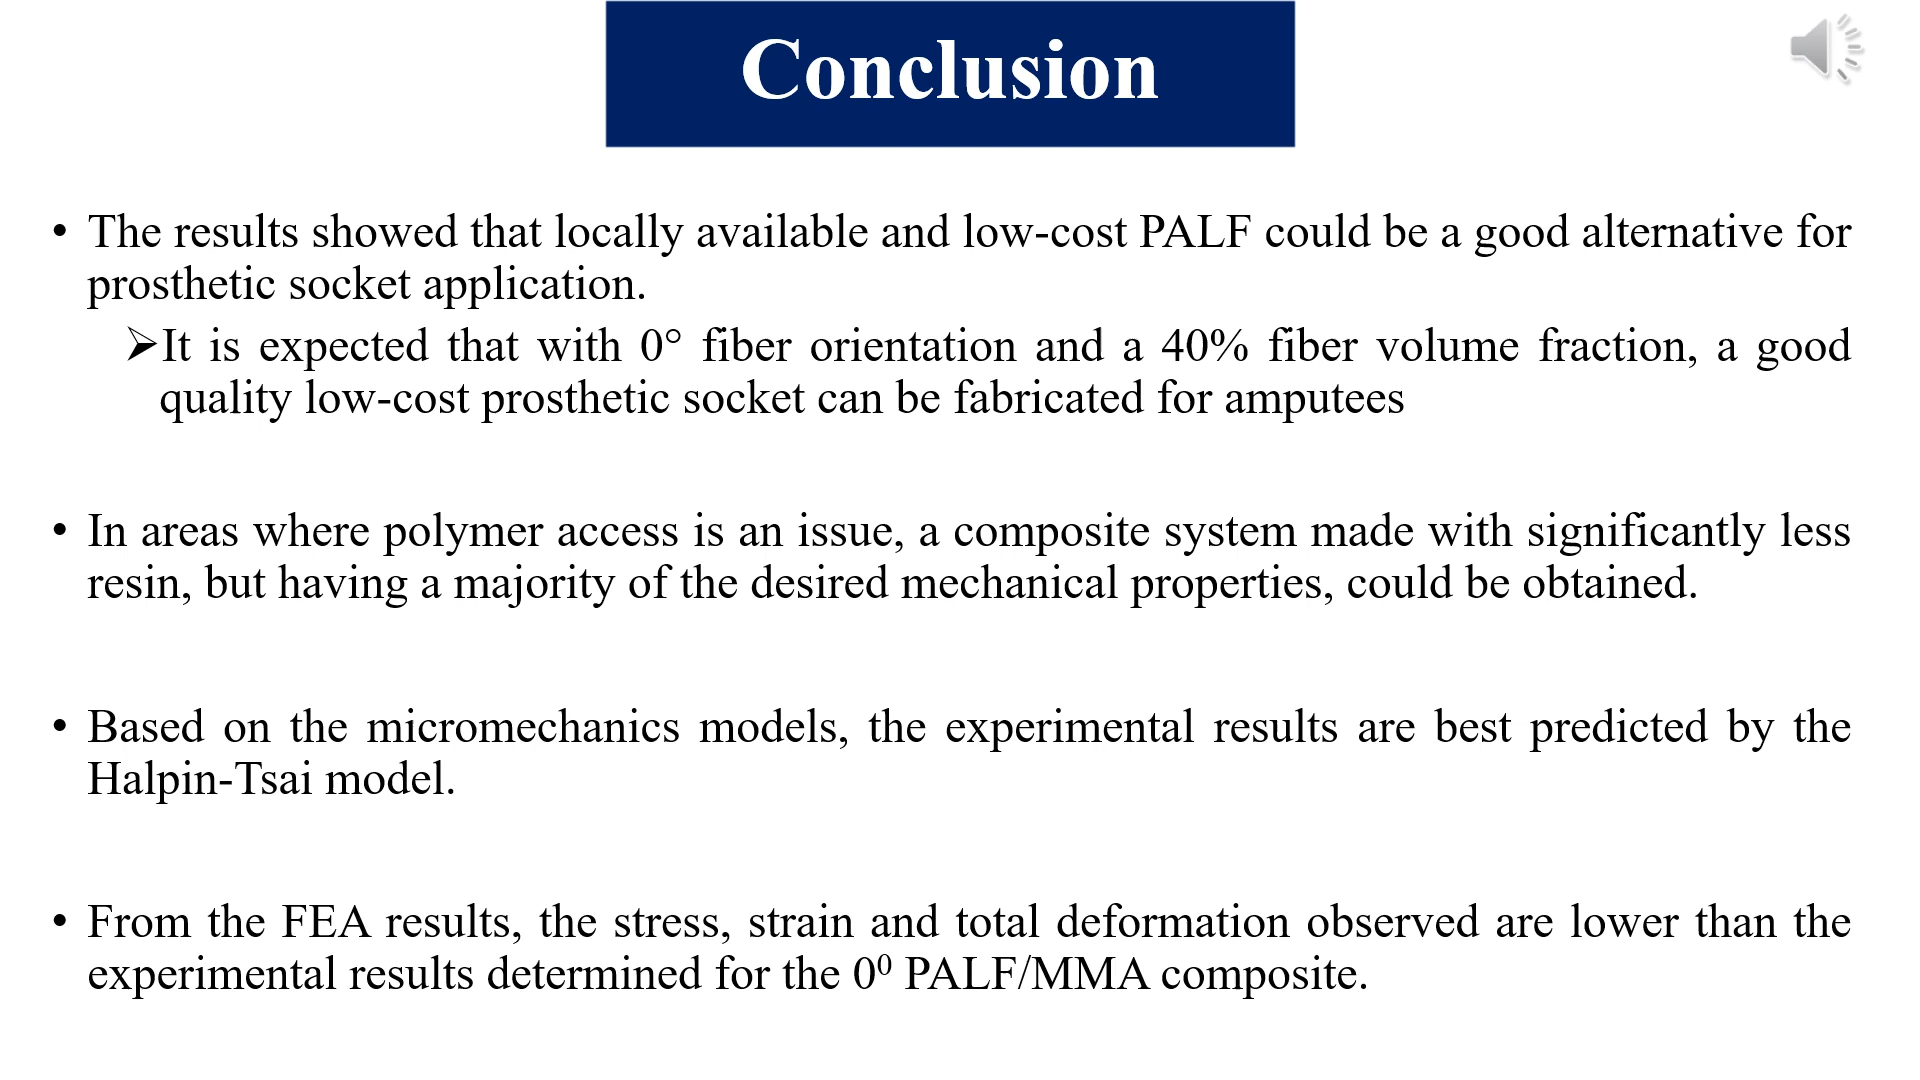 Conclusion
• The results showed that locally available and low-cost PALF could be a good alternative for
prosthetic socket application.
➢It is expected that with 0° fiber orientation and a 40% fiber volume fraction, a good
quality low-cost prosthetic socket can be fabricated for amputees
• In areas where polymer access is an issue, a composite system made with significantly less
resin, but having a majority of the desired mechanical properties, could be obtained.
• Based on the micromechanics models, the experimental results are best predicted by the
Halpin-Tsai model.
• From the FEA results, the stress, strain and total deformation observed are lower than the
experimental results determined for the 0⁰ PALF/MMA composite.